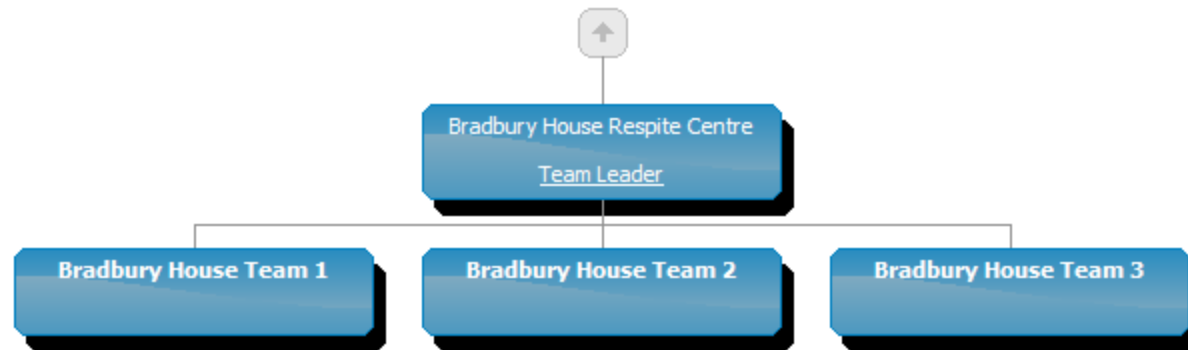 Bradbury House Respite Centre
Team Leader
Bradbury House Team 1
Bradbury House Team 2
Bradbury House Team 3